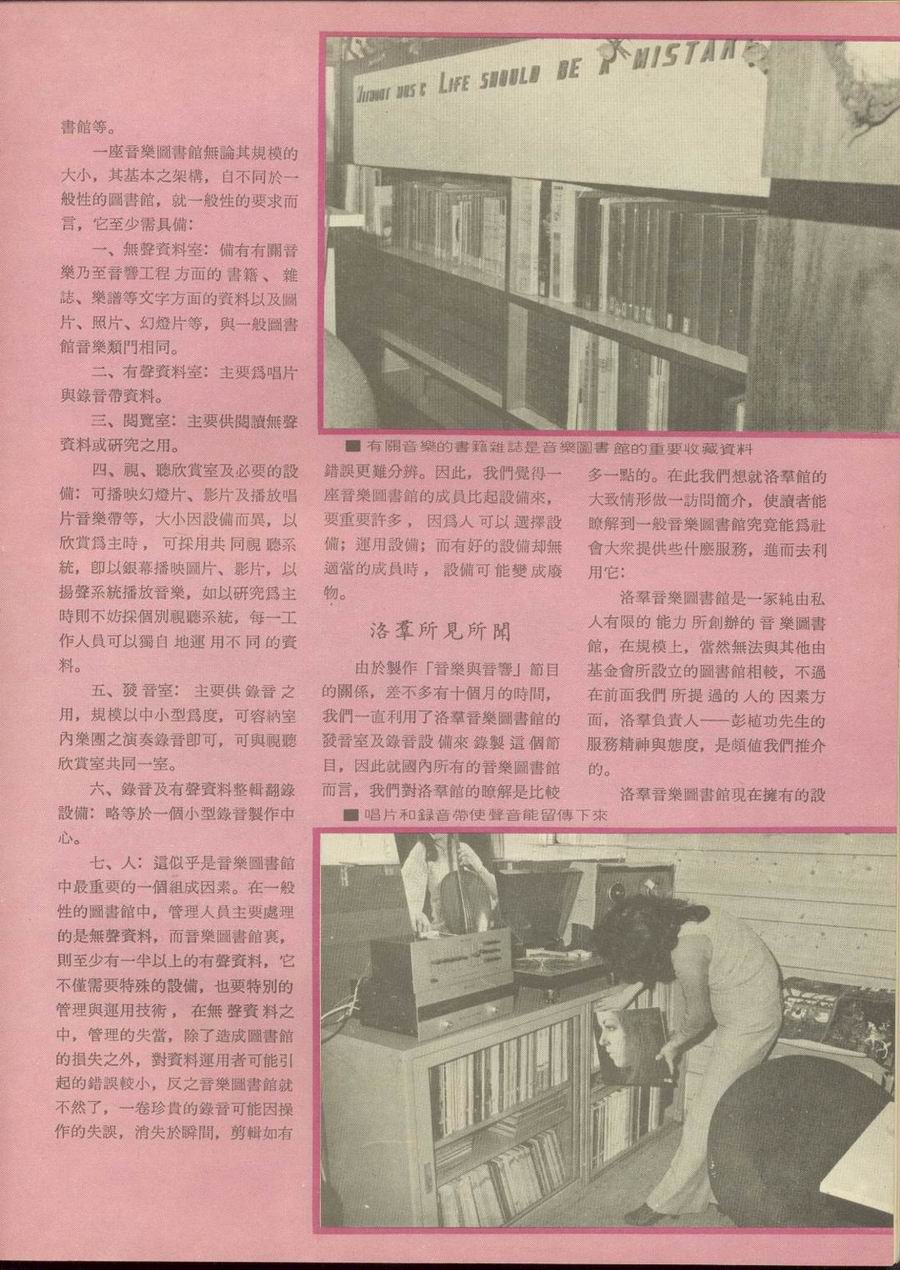 WITHOUT MUSIC LIFE SHOULD BE A MISTAKE
書館等。
一座音樂圖書館無論其規模的
大小，其基本之架構，自不同於一
般性的圖書館，就一般性的要求而
言，它至少需具備：
一、無聲資料室：備有有關音
樂乃至音響工程方面的書籍、雜
誌、樂譜等文字方面的資料以及圖
片、照片、幻燈片等，與一般圖書
館音樂類門相同。
二、有聲資料室：主要爲唱片
與錄音帶資料。
三、閱覽室：主要供閱讀無聲
資料或研究之用。
四、視、聽欣賞室及必要的設
備：可播映幻燈片、影片及播放唱
片音樂帶等，大小因設備而異，以
欣賞爲主時，可採用共同視聽系
統，卽以銀幕播映圖片、影片，以
揚聲系統播放音樂，如以研究爲主
時則不妨採個別視聽系統，每一工
作人員可以獨自地運用不同的資
料。
五、發音室：主要供錄音之
用，規模以中小型爲度，可容納室
內樂團之演奏錄音卽可，可與視聽
欣賞室共同一室。
六、錄音及有聲資料整輯翻錄
設備：略等於一個小型錄音製作中
心。
七、人：這似乎是音樂圖書館
中最重要的一個組成因素。在一般
性的圖書館中，管理人員主要處理
的是無聲資料，而音樂圖書館裏，
則至少有一半以上的有聲資料，它
不僅需要特殊的設備，也要特別的
管理與運用技術，在無聲資料之
中，管理的失當，除了造成圖書館
的損失之外，對資料運用者可能引
起的錯誤較小，反之音樂圖書館就
不然了，一卷珍貴的錄音可能因操
作的失誤，消失於瞬間，剪輯如有
■有關音樂的書籍雜誌是音樂圖書館的重要收藏資料
錯誤更難分辨。因此，我們覺得一
座音樂圖書館的成員比起設備來，
要重要許多，因爲人可以選擇設
備；運用設備；而有好的設備却無
適當的成員時，設備可能變成廢
物。
洛羣所見所聞
由於製作「音樂與音響」節目
的關係，差不多有十個月的時間，
我們一直利用了洛羣音樂圖書館的
發音室及錄音設備來錄製這個節
目，因此就國內所有的音樂圖書館
而言，我們對洛羣館的瞭解是比較
多一點的。在此我們想就洛羣館的
大致情形做一訪問簡介，使讀者能
瞭解到一般音樂圖書館究竟能爲社
會大衆提供些什麼服務，進而去利
用它：
洛羣音樂圖書館是一家純由私
人有限的能力所創辦的音樂圖書
館，在規模上，當然無法與其他由
基金會所設立的圖書館相較，不過
在前面我們所提過的人的因素方
面，洛羣負責人——彭植功先生的
服務精神與態度，是頗値我們推介
的。
洛羣音樂圖書館現在擁有的設
■唱片和録音帶使聲音能留傳下來